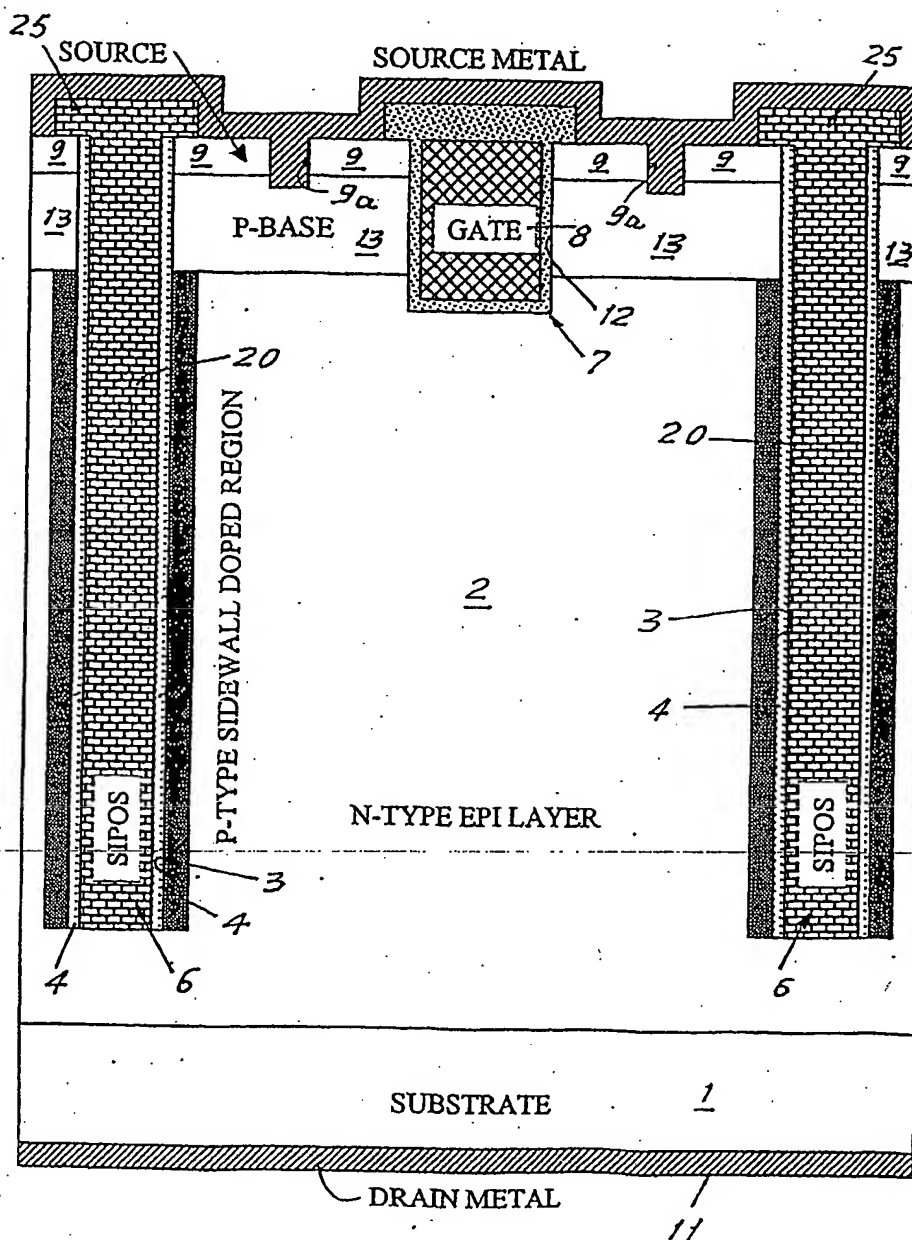 25
SOURCE
SOURCE METAL
25
9
9
9
9
9
9
9a
9a
13
P-BASE
13
GATE
8
13
13
12
7
20
20
P-TYPE SIDEWALL DOPED REGION
2
3
4
SIPOS
N-TYPE EPI LAYER
SIPOS
3
4
4
6
6
SUBSTRATE
1
DRAIN METAL
11